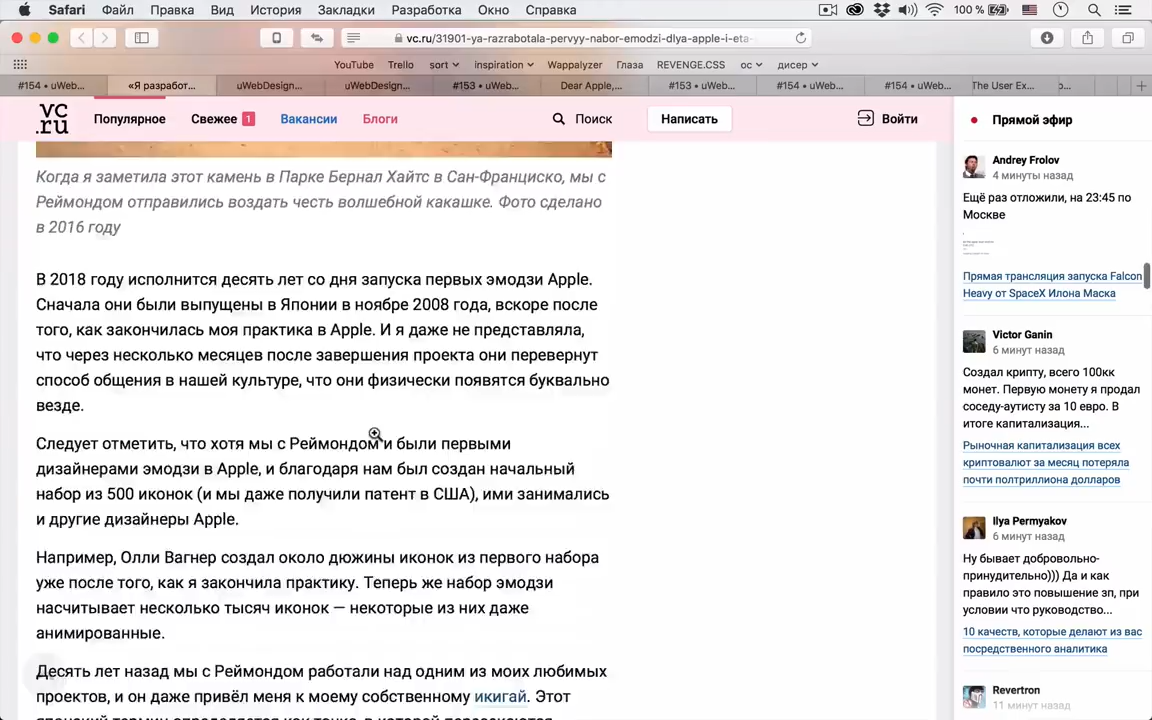 Safari Файл Правка Вид История Закладки Разработка Окно Справка 100 %
vc.ru/31901-ya-razrabotala-pervyy-nabor-emodzi-dlya-apple-i-eta-
YouTube Trello sort inspiration Wappalyzer Глаза REVENGE.CSS ос дисер
#154 • uWeb... «Я разработ... uWebDesign... uWebDesign... #153 • uWeb... Dear Apple,... #153 • uWeb... #154 • uWeb... #154 • uWeb... The User Ex...
vc.ru Популярное Свежее 1 Вакансии Блоги Поиск Написать Войти
Когда я заметила этот камень в Парке Бернал Хайтс в Сан-Франциско, мы с
Реймондом отправились воздать честь волшебной какашке. Фото сделано
в 2016 году
В 2018 году исполнится десять лет со дня запуска первых эмодзи Apple.
Сначала они были выпущены в Японии в ноябре 2008 года, вскоре после
того, как закончилась моя практика в Apple. И я даже не представляла,
что через несколько месяцев после завершения проекта они перевернут
способ общения в нашей культуре, что они физически появятся буквально
везде.
Следует отметить, что хотя мы с Реймондом и были первыми
дизайнерами эмодзи в Apple, и благодаря нам был создан начальный
набор из 500 иконок (и мы даже получили патент в США), ими занимались
и другие дизайнеры Apple.
Например, Олли Вагнер создал около дюжины иконок из первого набора
уже после того, как я закончила практику. Теперь же набор эмодзи
насчитывает несколько тысяч иконок — некоторые из них даже
анимированные.
Десять лет назад мы с Реймондом работали над одним из моих любимых
проектов, и он даже привёл меня к моему собственному икигай. Этот
Прямой эфир
Andrey Frolov
4 минуты назад
Ещё раз отложили, на 23:45 по
Москве
Прямая трансляция запуска Falcon
Heavy от SpaceX Илона Маска
Victor Ganin
6 минут назад
Создал крипту, всего 100кк
монет. Первую монету я продал
соседу-аутисту за 10 евро. В
итоге капитализация...
Рыночная капитализация всех
криптовалют за месяц потеряла
почти полтриллиона долларов
Ilya Permyakov
6 минут назад
Ну бывает добровольно-
принудительно))) Да и как
правило это повышение зп, при
условии что руководство...
10 качеств, которые делают из вас
посредственного аналитика
Revertron
11 минут назад